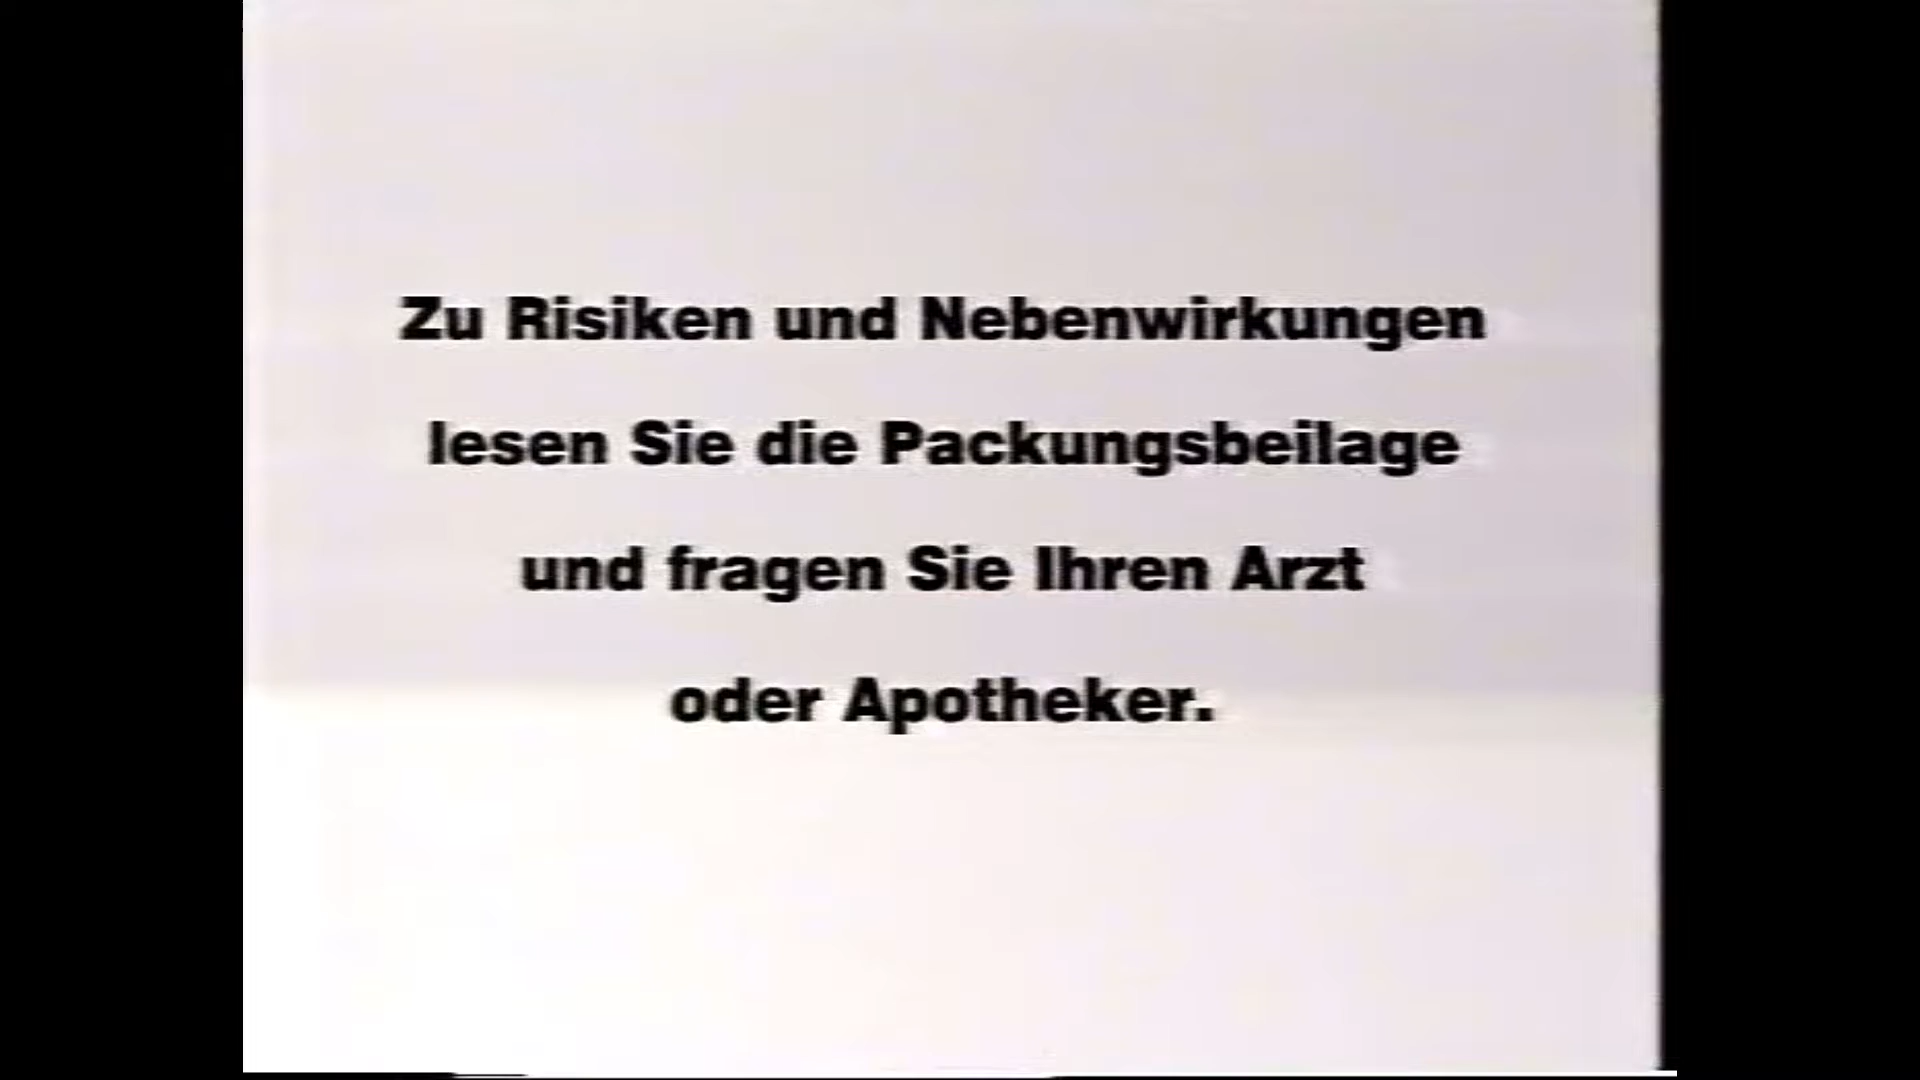 Zu Risiken und Nebenwirkungen
lesen Sie die Packungsbeilage
und fragen Sie Ihren Arzt
oder Apotheker.